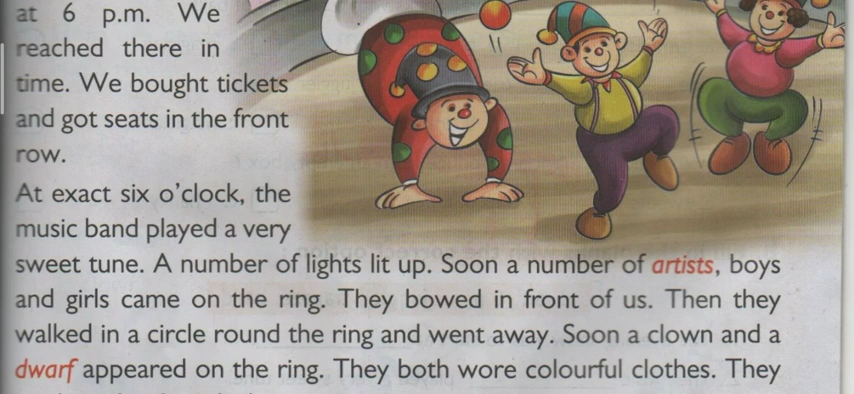 at 6 p.m. We
reached there in
time. We bought tickets
and got seats in the front
row.
At exact six o'clock, the
music band played a very
sweet tune. A number of lights lit up. Soon a number of artists, boys
and girls came on the ring. They bowed in front of us. Then they
walked in a circle round the ring and went away. Soon a clown and a
dwarf appeared on the ring. They both wore colourful clothes. They